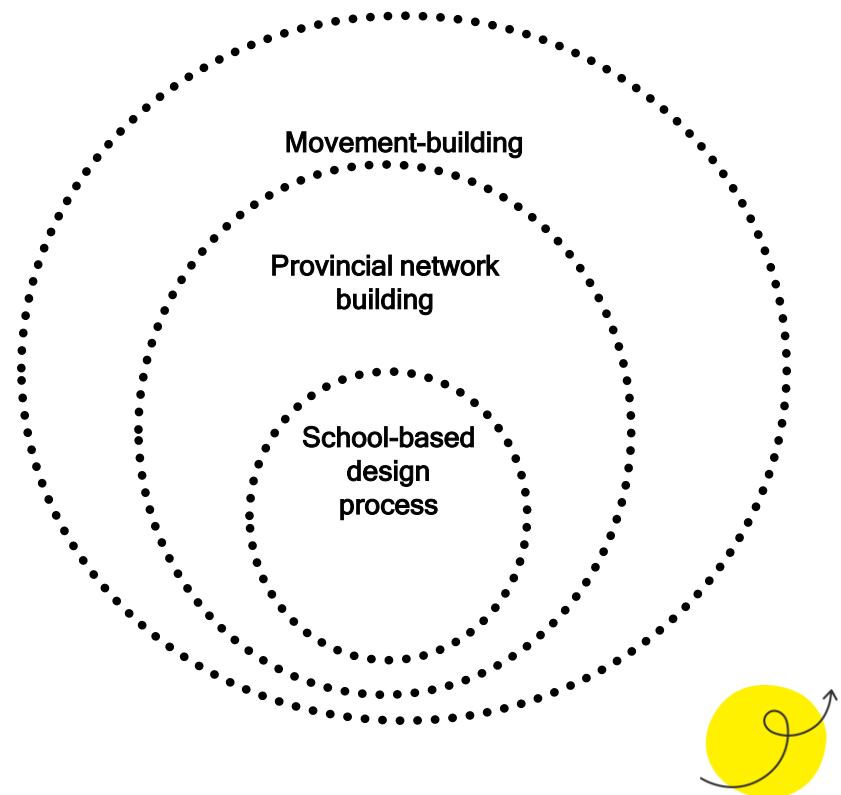 Movement-building
Provincial network
building
School-based
design
process